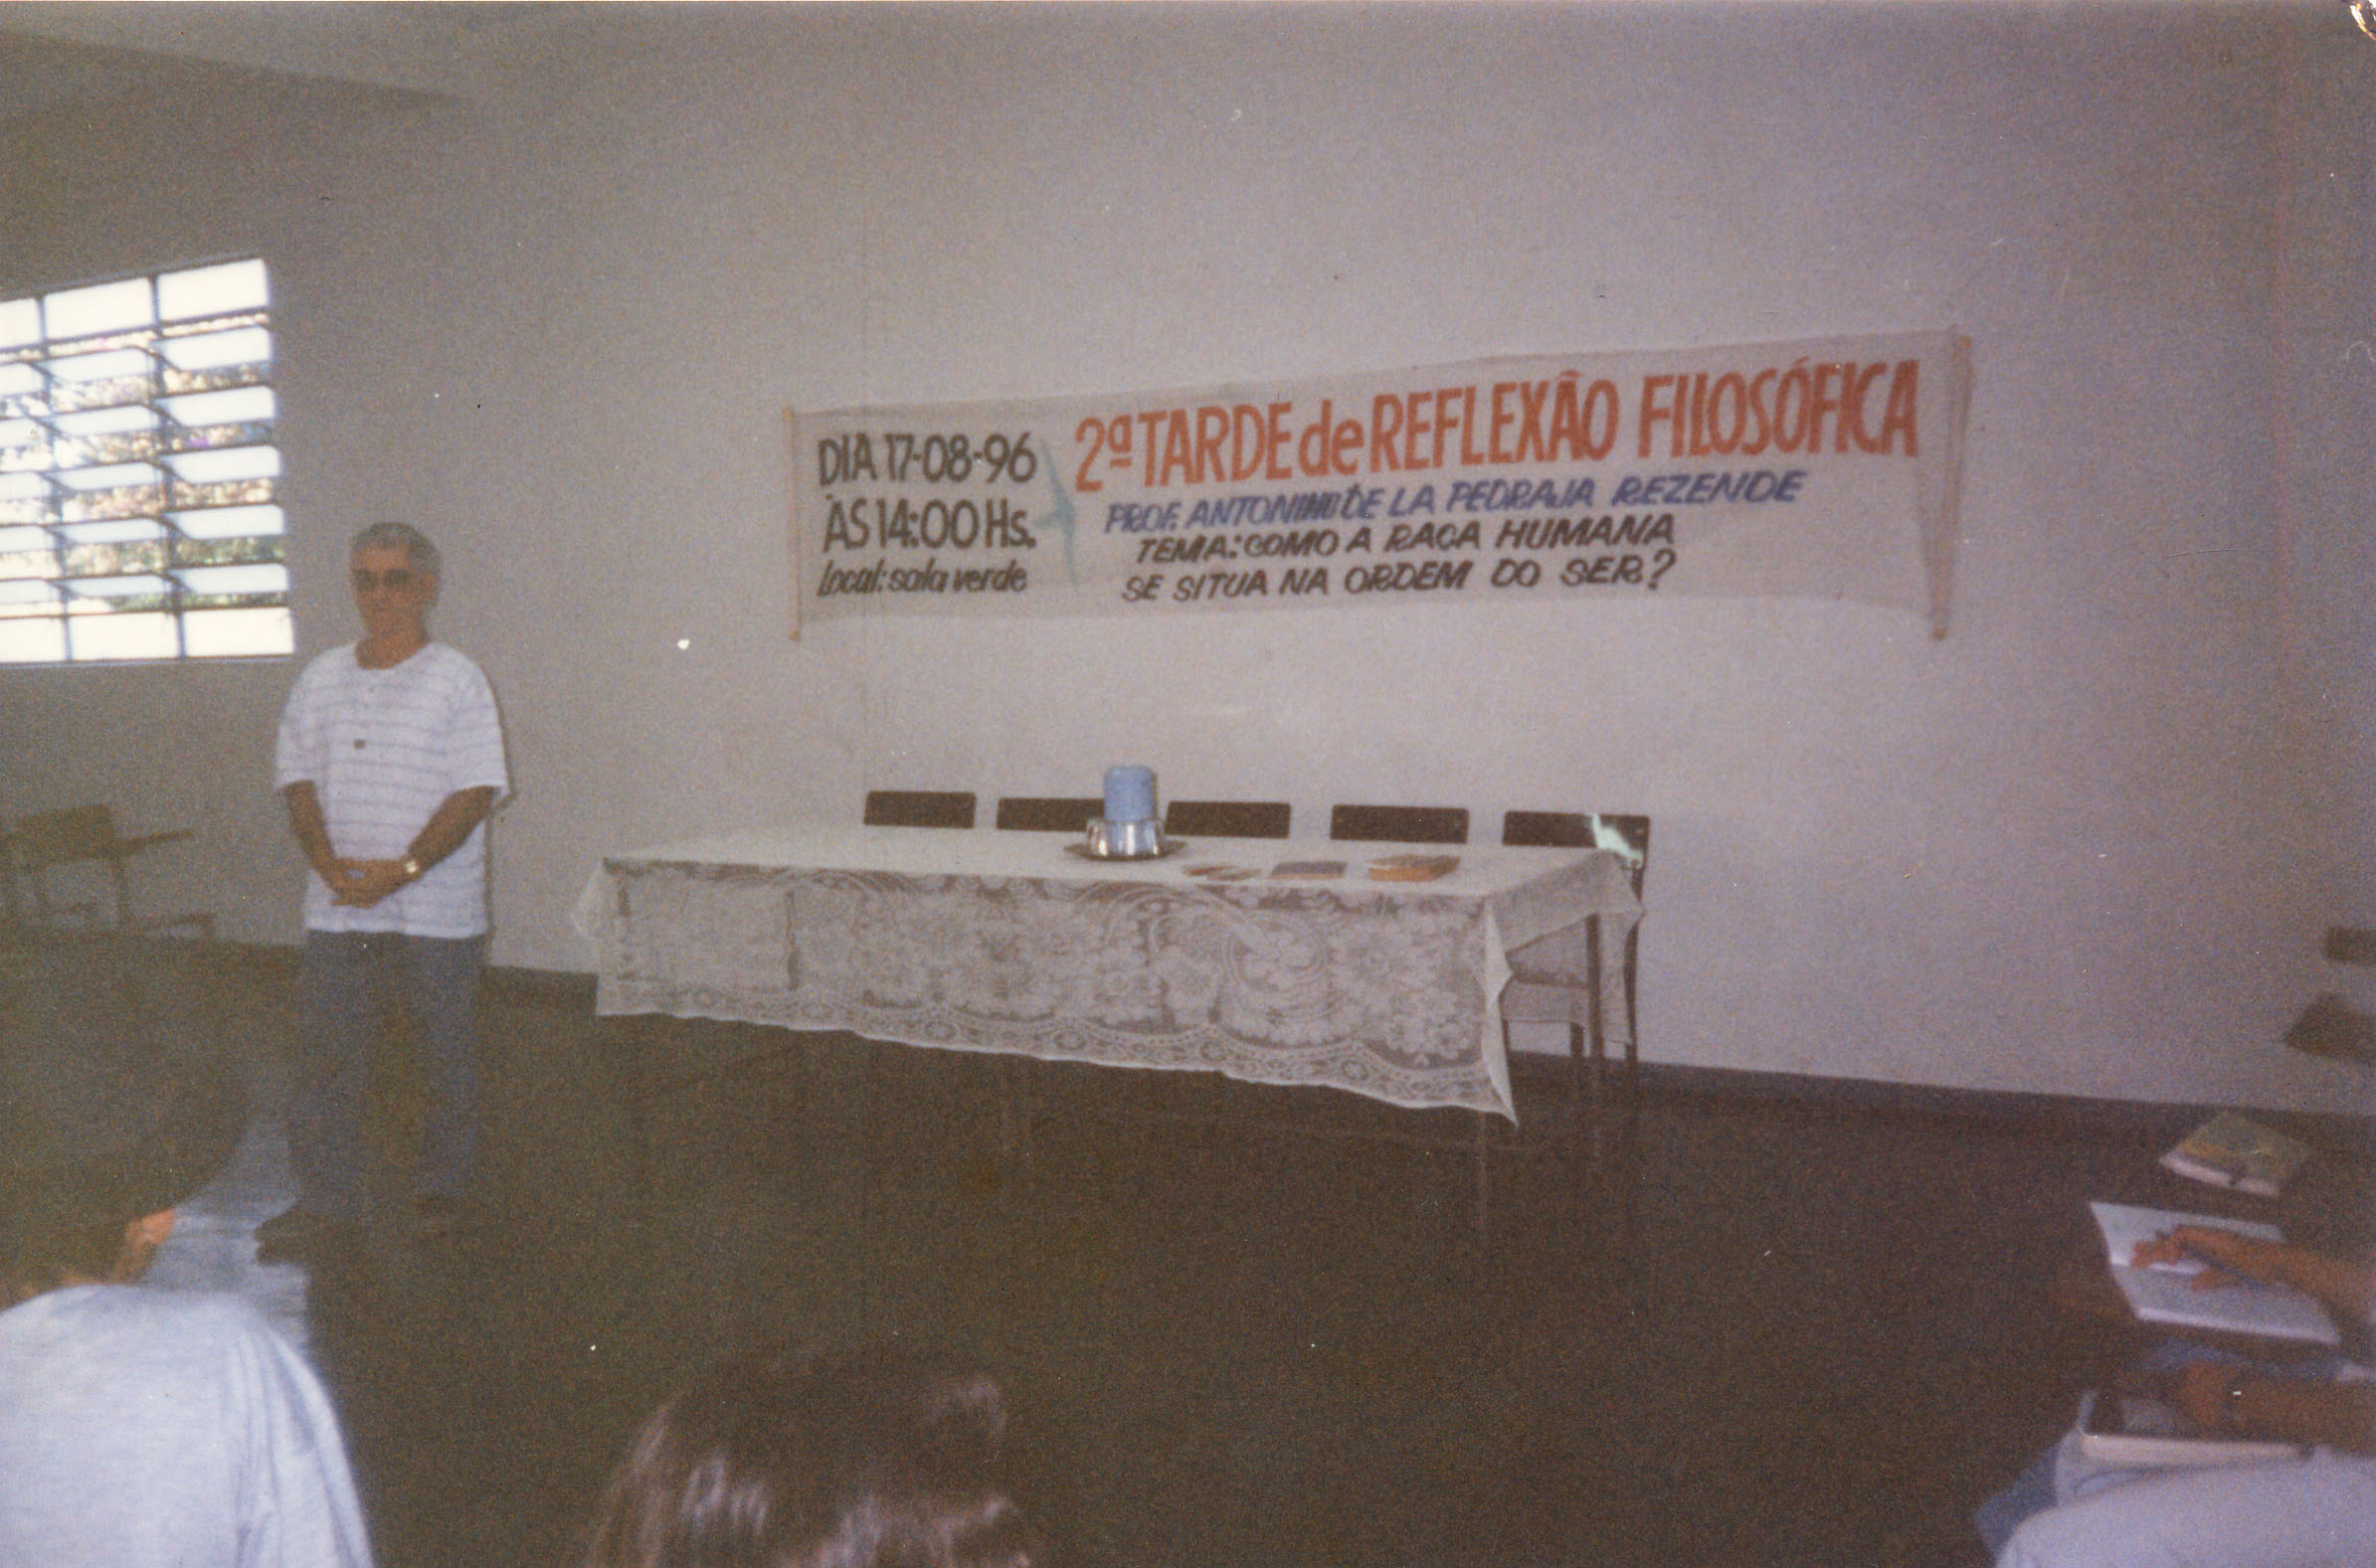 DIA 17-08-96
ÀS 14:00 Hs.
Local: sala verde
2ª TARDE de REFLEXÃO FILOSÓFICA
PROF. DE LA PEDRAJA REZENDE
TEMA: COMO A RAÇA HUMANA
SE SITUA NA ORDEM DO SER?